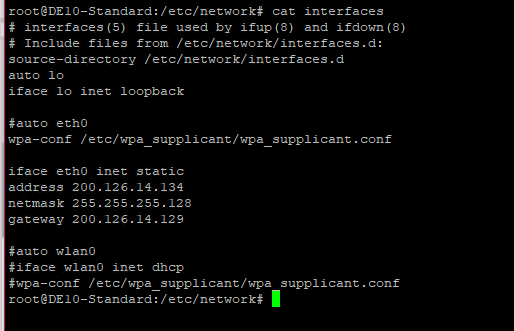 root@DE10-Standard:/etc/network# cat interfaces
# interfaces(5) file used by ifup(8) and ifdown(8)
# Include files from /etc/network/interfaces.d:
source-directory /etc/network/interfaces.d
auto lo
iface lo inet loopback
#auto eth0
wpa-conf /etc/wpa_supplicant/wpa_supplicant.conf
iface eth0 inet static
address 200.126.14.134
netmask 255.255.255.128
gateway 200.126.14.129
#auto wlan0
#iface wlan0 inet dhcp
#wpa-conf /etc/wpa_supplicant/wpa_supplicant.conf
root@DE10-Standard:/etc/network#